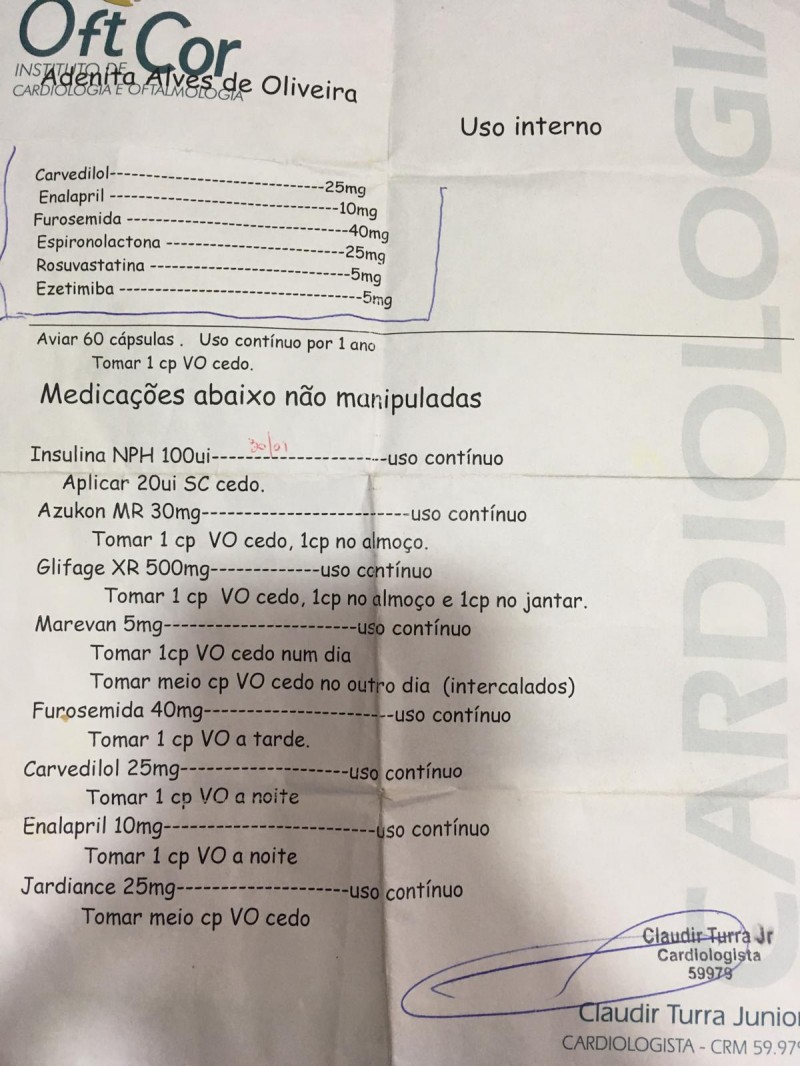 Oft Cor
INSTITUTO DE
CARDIOLOGIA E OFTALMOLOGIA
Adenita Alves de Oliveira
Uso interno
Carvedilol-----------------------------25mg
Enalapril -----------------------------10mg
Furosemida ----------------------------40mg
Espironolactona -----------------------25mg
Rosuvastatina --------------------------5mg
Ezetimiba ------------------------------5mg
Aviar 60 cápsulas . Uso contínuo por 1 ano
Tomar 1 cp VO cedo.
Medicações abaixo não manipuladas
30/01
Insulina NPH 100ui----------------------uso contínuo
Aplicar 20ui SC cedo.
Azukon MR 30mg--------------------------uso contínuo
Tomar 1 cp VO cedo, 1cp no almoço.
Glifage XR 500mg-------------uso contínuo
Tomar 1 cp VO cedo, 1cp no almoço e 1cp no jantar.
Marevan 5mg-----------------------uso contínuo
Tomar 1cp VO cedo num dia
Tomar meio cp VO cedo no outro dia (intercalados)
Furosemida 40mg-----------------------uso contínuo
Tomar 1 cp VO a tarde.
Carvedilol 25mg--------------------uso contínuo
Tomar 1 cp VO a noite
Enalapril 10mg-------------------------uso contínuo
Tomar 1 cp VO a noite
Jardiance 25mg--------------------uso contínuo
Tomar meio cp VO cedo
CARDIOLOGIA
Claudir Turra Jr
Cardiologista
59979
Claudir Turra Junior
CARDIOLOGISTA - CRM 59.979